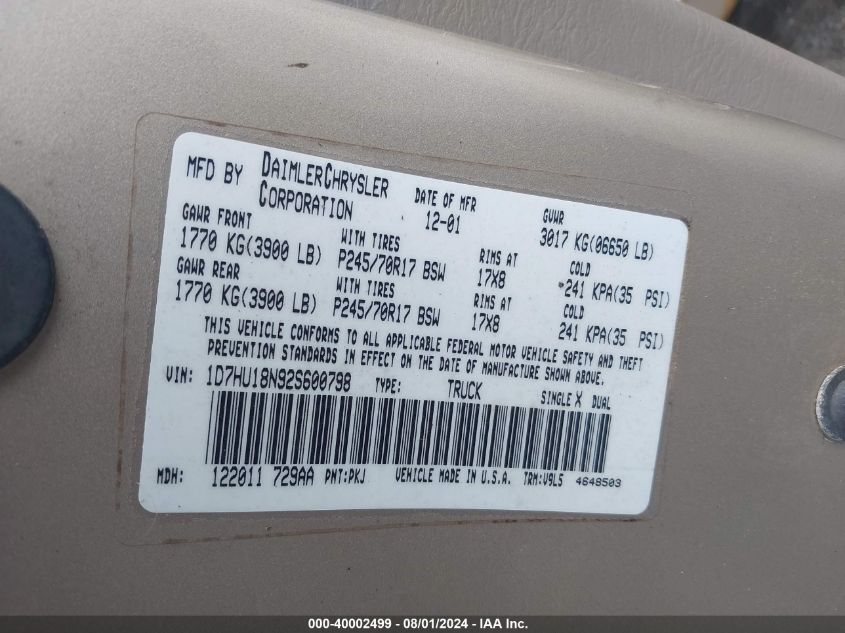 MFD BY DAIMLERCHRYSLER CORPORATION DATE OF MFR 12-01 GVWR 3017 KG(06650 LB)
GAWR FRONT WITH TIRES RIMS AT COLD
1770 KG(3900 LB) P245/70R17 BSW 17X8 241 KPA(35 PSI)
GAWR REAR WITH TIRES RIMS AT COLD
1770 KG(3900 LB) P245/70R17 BSW 17X8 241 KPA(35 PSI)
THIS VEHICLE CONFORMS TO ALL APPLICABLE FEDERAL MOTOR VEHICLE SAFETY AND THEFT
PREVENTION STANDARDS IN EFFECT ON THE DATE OF MANUFACTURE SHOWN ABOVE.
VIN: 1D7HU18N92S600798 TYPE: TRUCK SINGLE X DUAL
MDH: 122011 729AA PNT:PKJ VEHICLE MADE IN U.S.A. TRM:V9L5 4648503
000-40002499 - 08/01/2024 - IAA Inc.